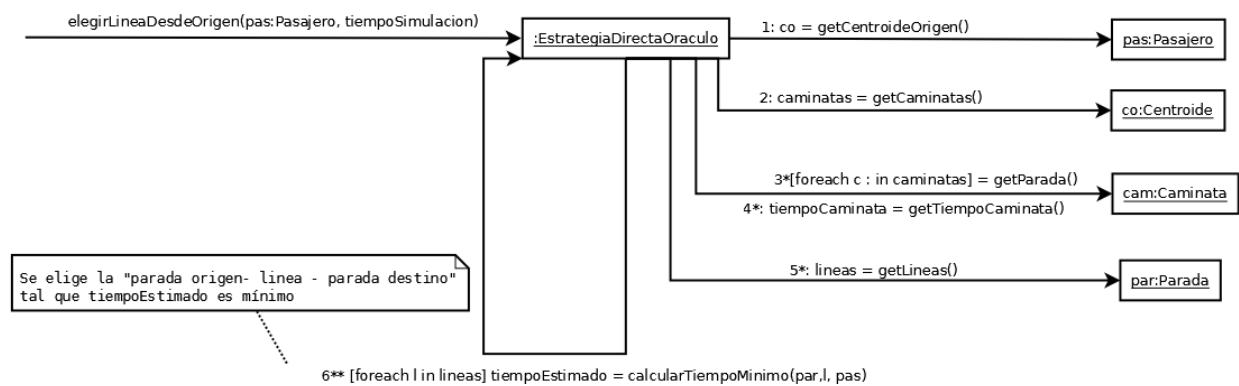 elegirLineaDesdeOrigen(pas:Pasajero, tiempoSimulacion)
:EstrategiaDirectaOraculo
1: co = getCentroideOrigen()
pas:Pasajero
2: caminatas = getCaminatas()
co:Centroide
3*[foreach c : in caminatas] = getParada()
cam:Caminata
4*: tiempoCaminata = getTiempoCaminata()
5*: lineas = getLineas()
par:Parada
Se elige la "parada origen- linea - parada destino"
tal que tiempoEstimado es mínimo
6** [foreach l in lineas] tiempoEstimado = calcularTiempoMinimo(par,l, pas)